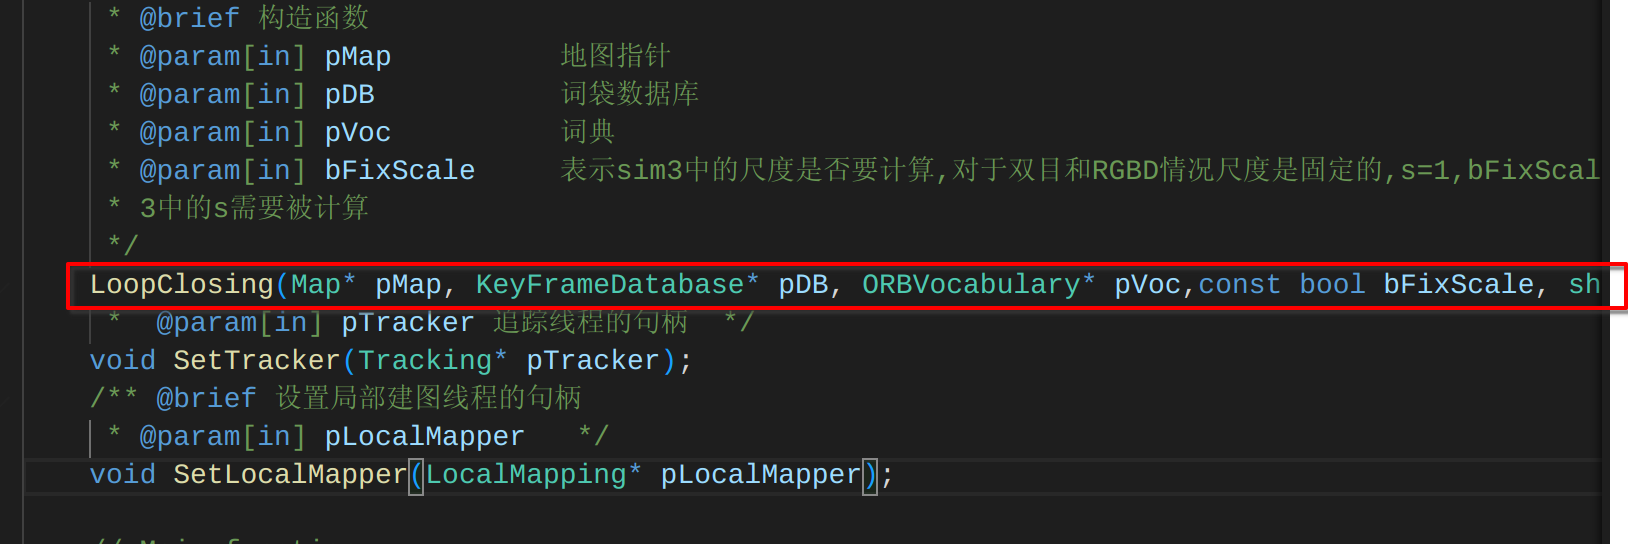 * @brief 构造函数
* @param[in] pMap 地图指针
* @param[in] pDB 词袋数据库
* @param[in] pVoc 词典
* @param[in] bFixScale 表示sim3中的尺度是否要计算,对于双目和RGBD情况尺度是固定的,s=1,bFixScal
* 3中的s需要被计算
*/
LoopClosing(Map* pMap, KeyFrameDatabase* pDB, ORBVocabulary* pVoc,const bool bFixScale, sh
* @param[in] pTracker 追踪线程的句柄 */
void SetTracker(Tracking* pTracker);
/** @brief 设置局部建图线程的句柄
* @param[in] pLocalMapper */
void SetLocalMapper(LocalMapping* pLocalMapper);